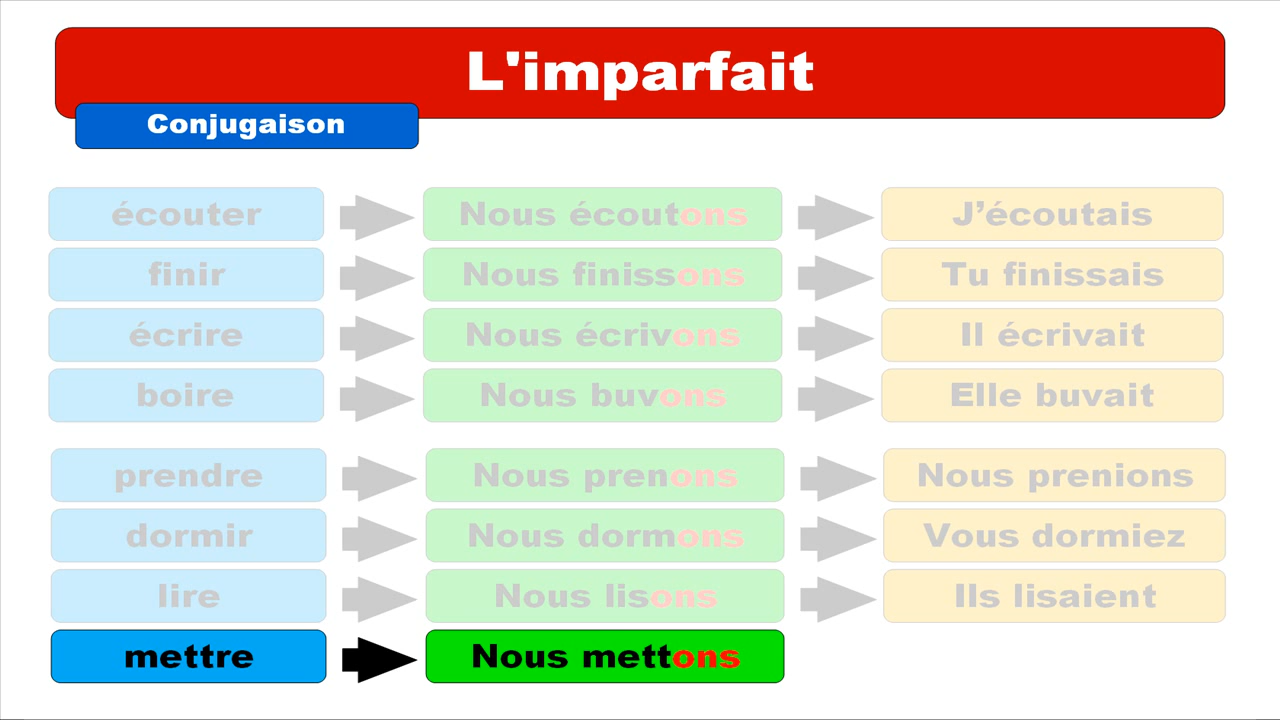 L'imparfait
Conjugaison
écouter Nous écoutons J’écoutais
finir Nous finissons Tu finissais
écrire Nous écrivons Il écrivait
boire Nous buvons Elle buvait
prendre Nous prenons Nous prenions
dormir Nous dormons Vous dormiez
lire Nous lisons Ils lisaient
mettre Nous mettons